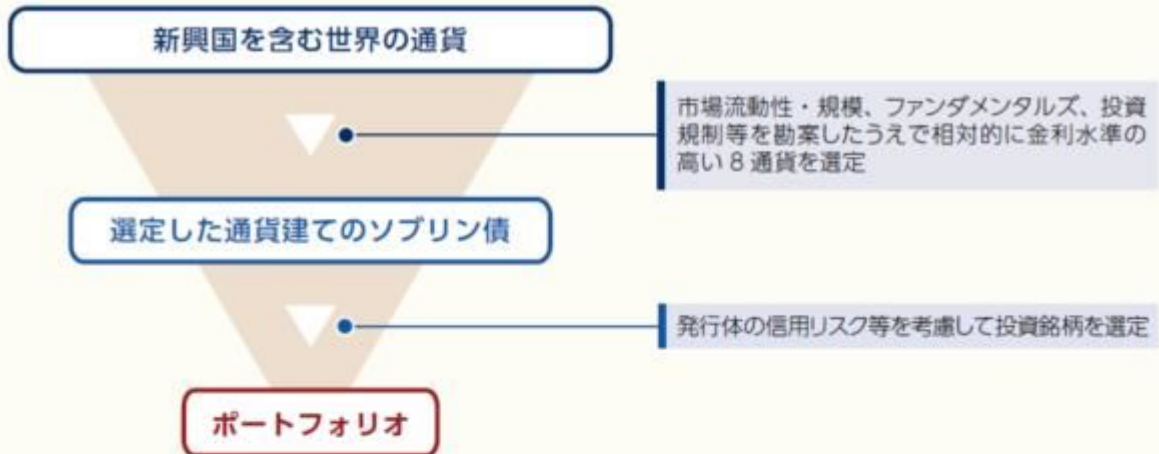 新興国を含む世界の通貨
市場流動性・規模、ファンダメンタルズ、投資
規制等を勘案したうえで相対的に金利水準の
高い8通貨を選定
選定した通貨建てのソブリン債
発行体の信用リスク等を考慮して投資銘柄を選定
ポートフォリオ